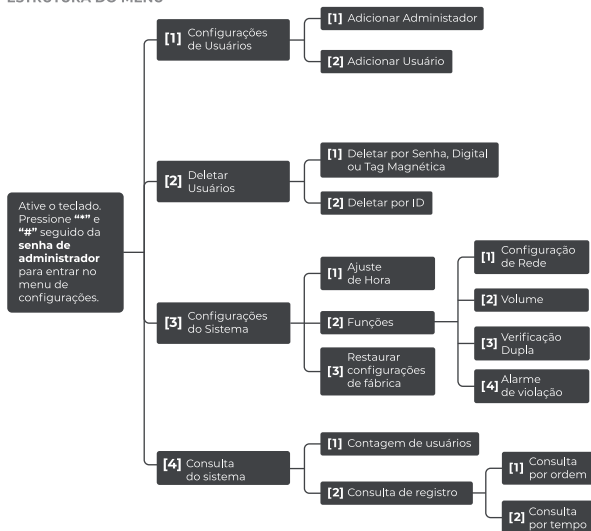 ESTRUTURA DO MENU
Ative o teclado.
Pressione “*” e
“#” seguido da
senha de
administrador
para entrar no
menu de
configurações.
[1] Configurações
de Usuários
[1] Adicionar Administador
[2] Adicionar Usuário
[2] Deletar
Usuários
[1] Deletar por Senha, Digital
ou Tag Magnética
[2] Deletar por ID
[3] Configurações
do Sistema
[1] Ajuste
de Hora
[2] Funções
[1] Configuração
de Rede
[2] Volume
[3] Verificação
Dupla
[4] Alarme
de violação
[3] Restaurar
configurações
de fábrica
[4] Consulta
do sistema
[1] Contagem de usuários
[2] Consulta de registro
[1] Consulta
por ordem
[2] Consulta
por tempo